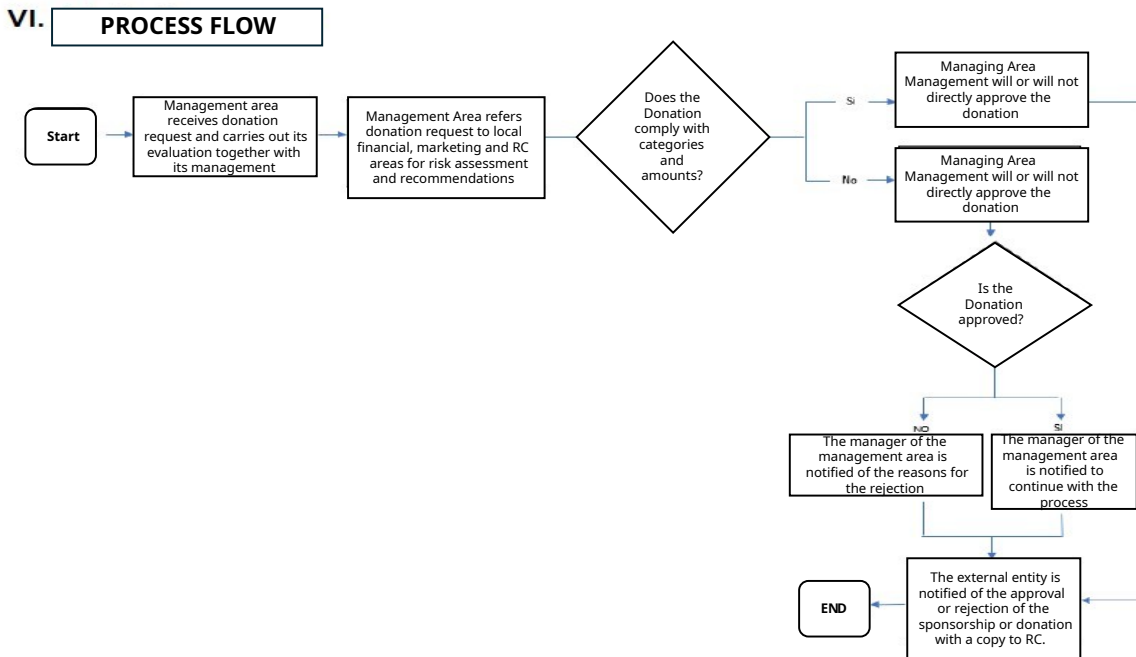 VI.
PROCESS FLOW
Start
Management area
receives donation
request and carries out its
evaluation together with
its management
Management Area refers
donation request to local
financial, marketing and RC
areas for risk assessment
and recommendations
Does the
Donation
comply with
categories
and
amounts?
Si
Managing Area
Management will or will not
directly approve the
donation
No
Managing Area
Management will or will not
directly approve the
donation
Is the
Donation
approved?
NO
The manager of the
management area is
notified of the reasons for
the rejection
SI
The manager of the
management area
is notified to
continue with the
process
The external entity is
notified of the approval
or rejection of the
sponsorship or donation
with a copy to RC.
END